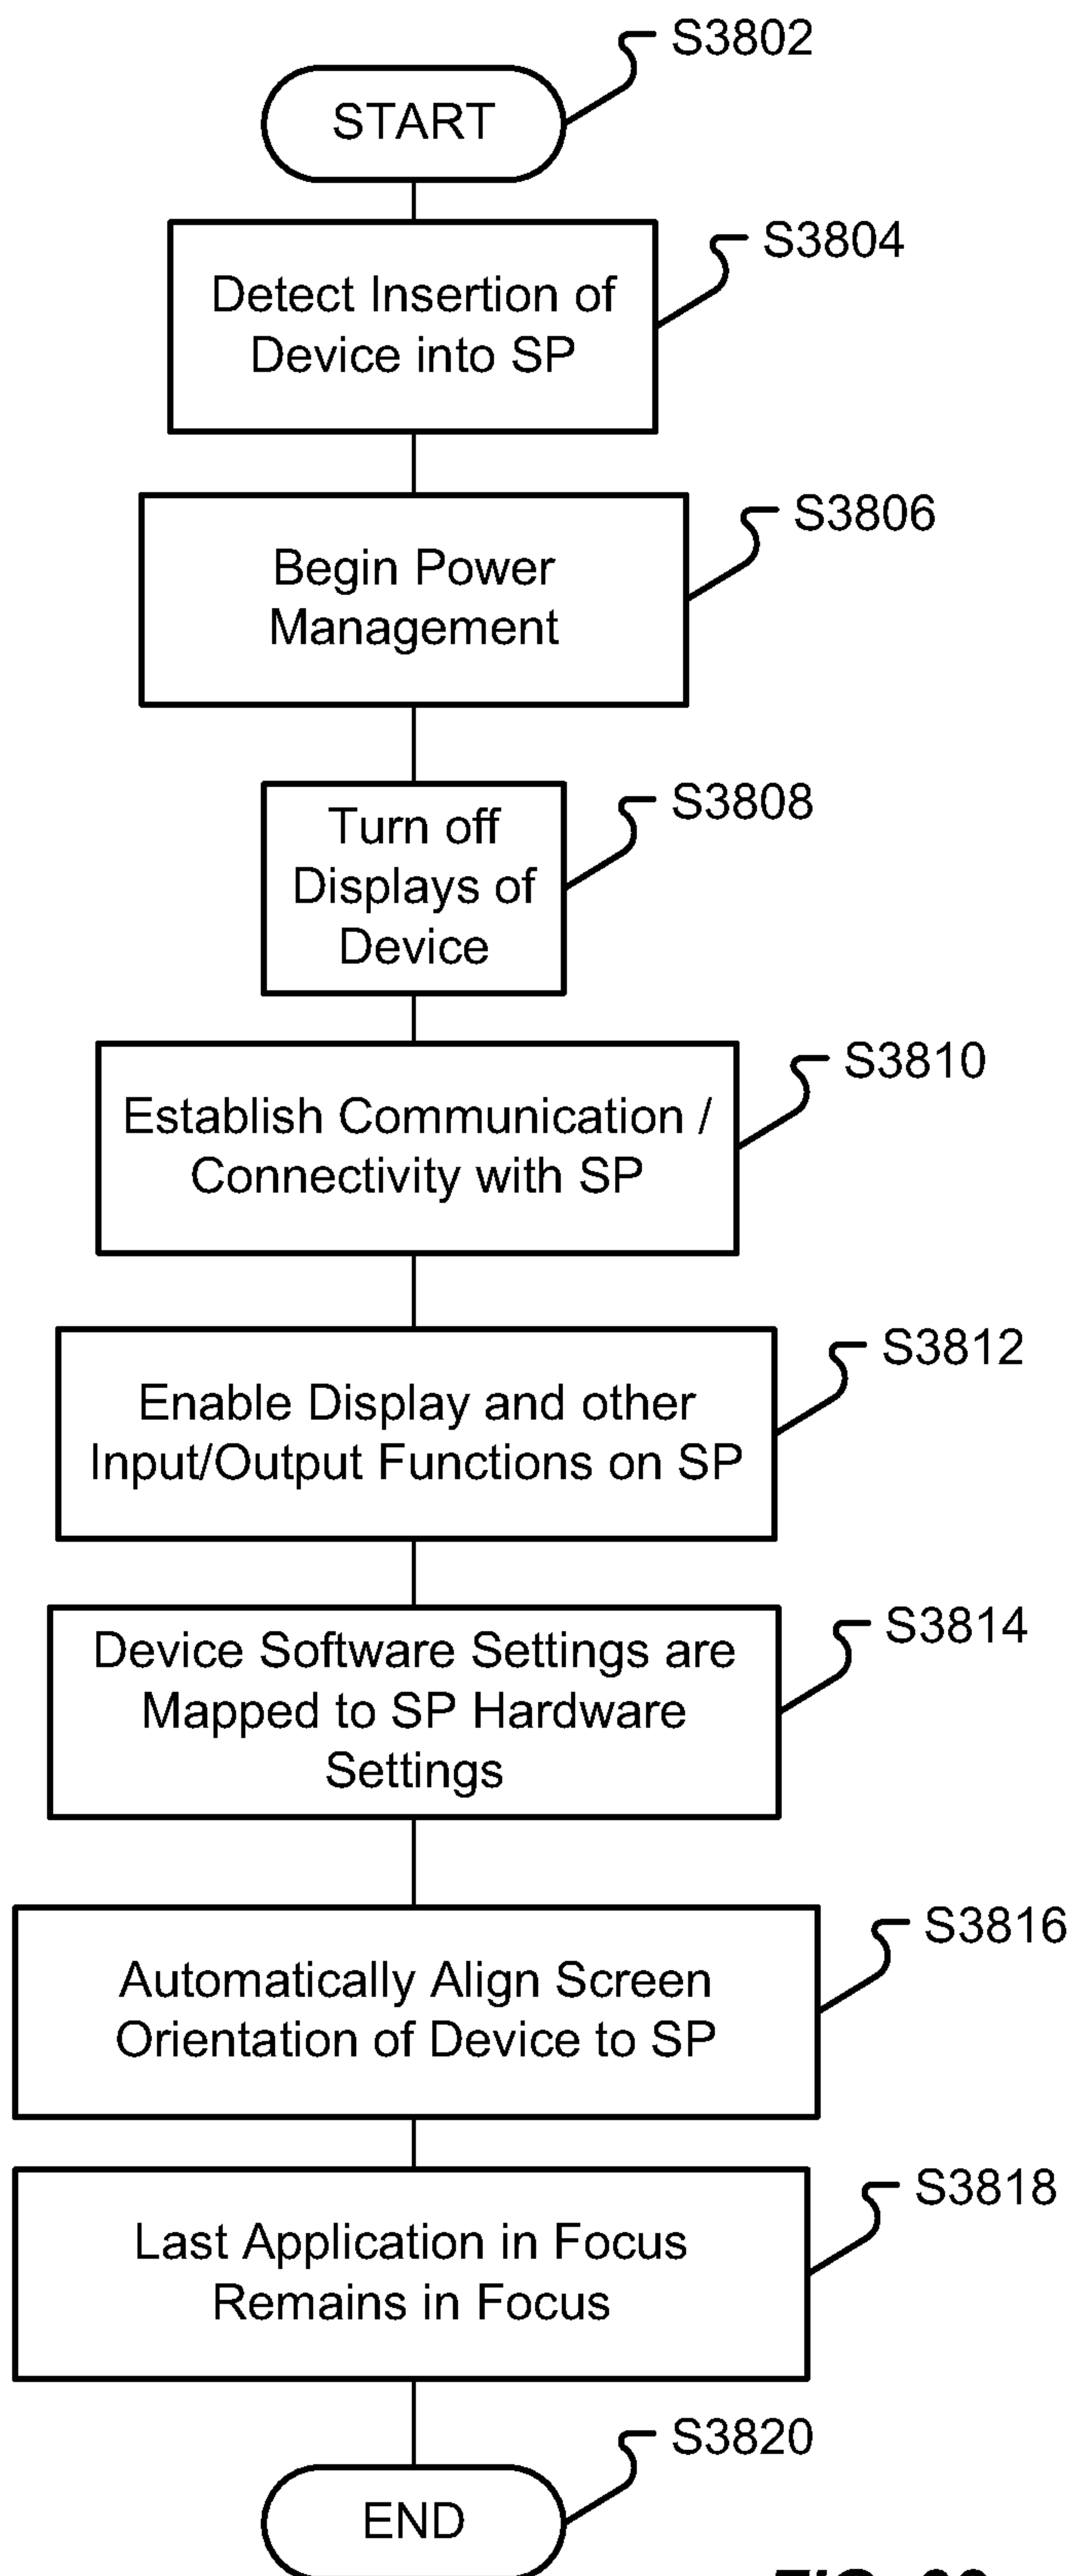 S3802
START
S3804
Detect Insertion of
Device into SP
S3806
Begin Power
Management
S3808
Turn off
Displays of
Device
S3810
Establish Communication /
Connectivity with SP
S3812
Enable Display and other
Input/Output Functions on SP
S3814
Device Software Settings are
Mapped to SP Hardware
Settings
S3816
Automatically Align Screen
Orientation of Device to SP
S3818
Last Application in Focus
Remains in Focus
S3820
END